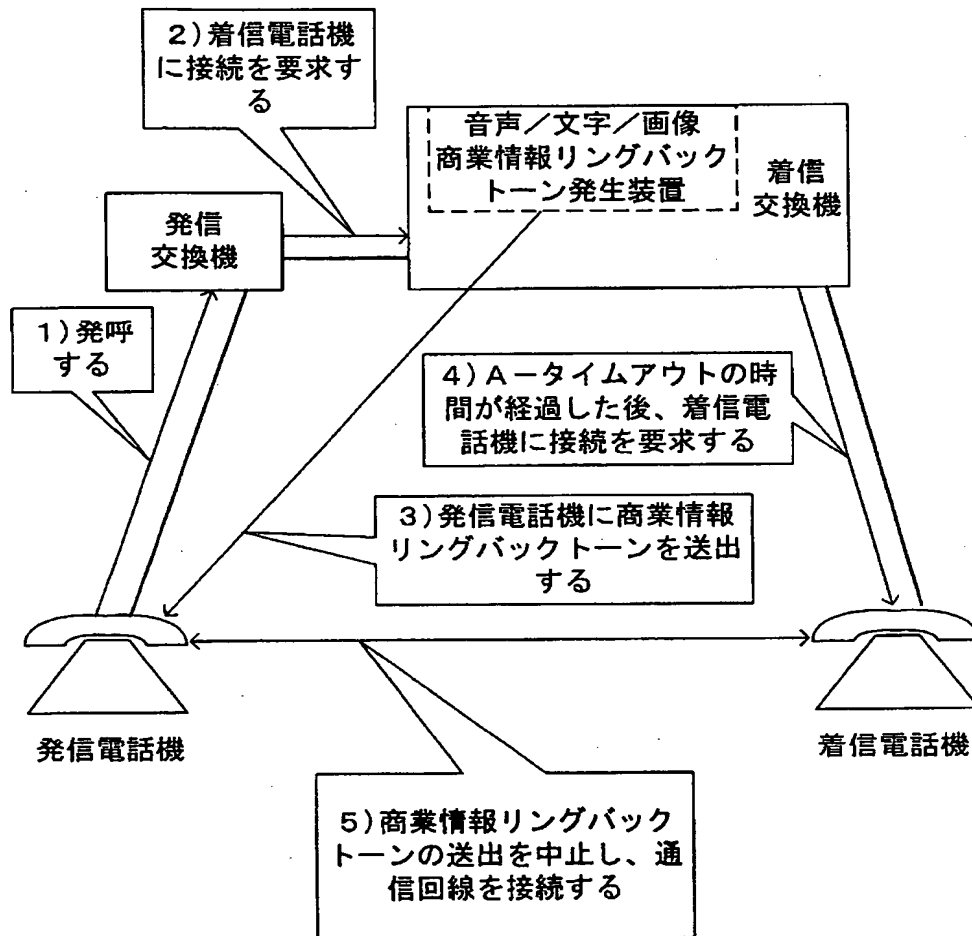 2)着信電話機
に接続を要求す
る
音声/文字/画像
商業情報リングバック
トーン発生装置
着信
交換機
発信
交換機
1)発呼
する
4)A-タイムアウトの時
間が経過した後、着信電
話機に接続を要求する
3)発信電話機に商業情報
リングバックトーンを送出
する
発信電話機
着信電話機
5)商業情報リングバック
トーンの送出を中止し、通
信回線を接続する